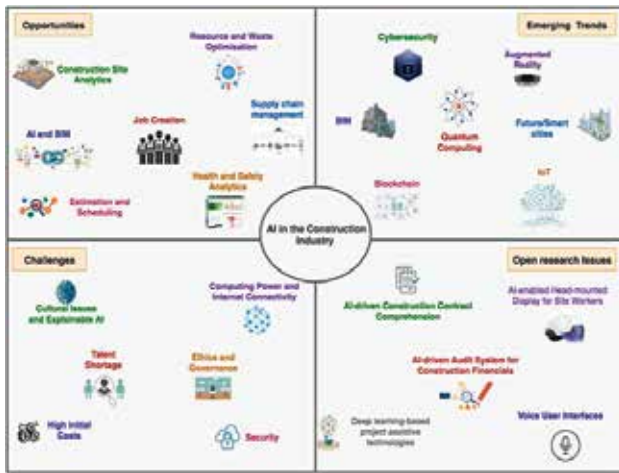 Opportunities
Resource and Waste
Optimisation
Construction Site
Analytics
Supply chain
management
Job Creation
AI and BIM
Health and Safety
Analytics
Estimation and
Scheduling
Emerging Trends
Cybersecurity
Augmented
Reality
BIM
Quantum
Computing
Future/Smart
cities
Blockchain
IoT
AI in the Construction
Industry
Challenges
Cultural Issues
and Explainable AI
Computing Power and
Internet Connectivity
Talent
Shortage
Ethics and
Governance
High Initial
Costs
Security
Open research Issues
AI-driven Construction Contract
Comprehension
AI-enabled Head-mounted
Display for Site Workers
AI-driven Audit System for
Construction Financials
Deep learning-based
project assistive
technologies
Voice User Interfaces